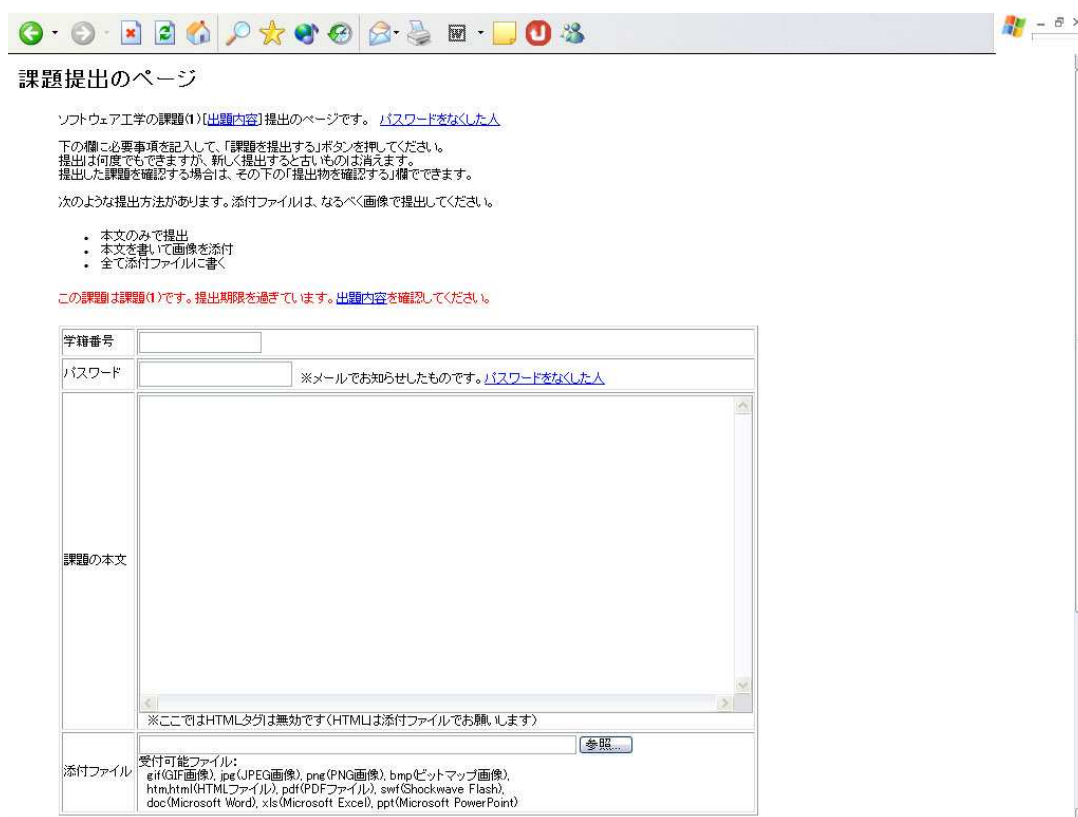 課題提出のページ
ソフトウェア工学の課題(1)[出題内容]提出のページです。 パスワードをなくした人
下の欄に必要事項を記入して、「課題を提出する」ボタンを押してください。
提出は何度でもできますが、新しく提出すると古いものは消えます。
提出した課題を確認する場合は、その下の「提出物を確認する」欄でできます。
次のような提出方法があります。添付ファイルは、なるべく画像で提出してください。
• 本文のみで提出
• 本文を書いて画像を添付
• 全て添付ファイルに書く
この課題は課題(1)です。提出期限を過ぎています。出題内容を確認してください。
学籍番号
パスワード ※メールでお知らせしたものです。パスワードをなくした人
課題の本文
※ここではHTMLタグは無効です(HTMLは添付ファイルでお願いします)
添付ファイル 参照...
受付可能ファイル:
gif(GIF画像), jpg(JPEG画像), png(PNG画像), bmp(ビットマップ画像),
htm,html(HTMLファイル), pdf(PDFファイル), swf(Shockwave Flash),
doc(Microsoft Word), xls(Microsoft Excel), ppt(Microsoft PowerPoint)